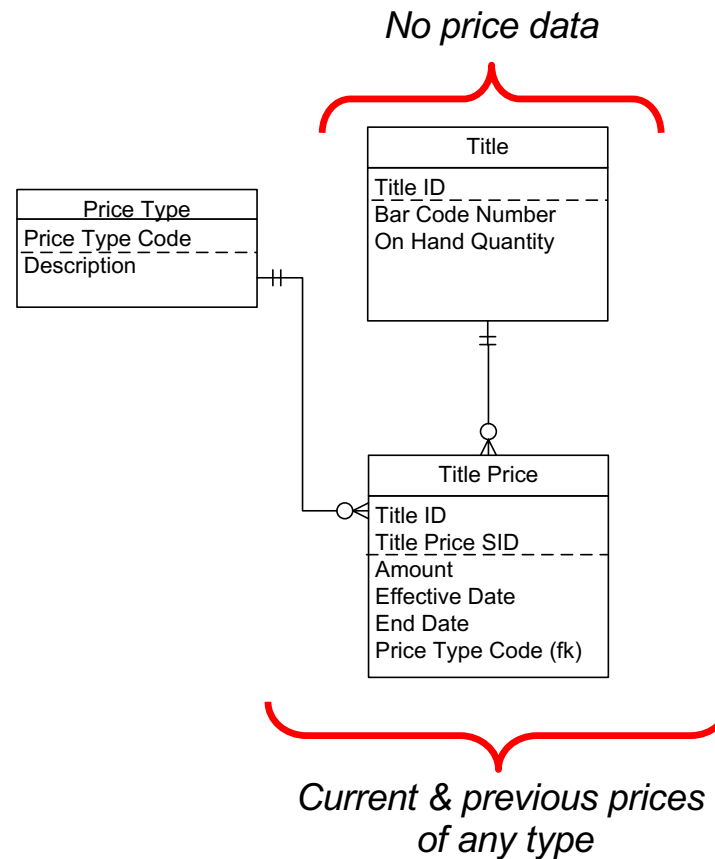 No price data
Title
Title ID
Bar Code Number
On Hand Quantity
Price Type
Price Type Code
Description
Title Price
Title ID
Title Price SID
Amount
Effective Date
End Date
Price Type Code (fk)
Current & previous prices
of any type